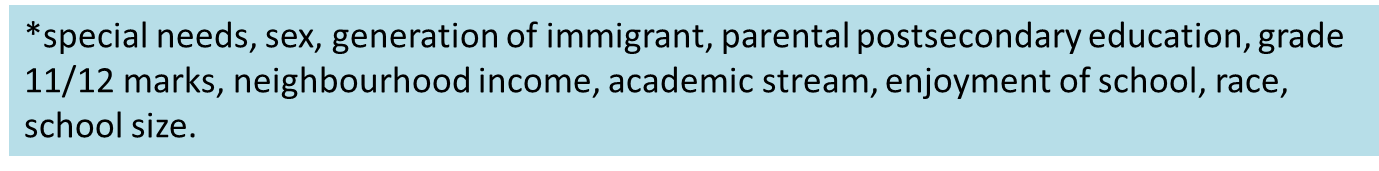 *special needs, sex, generation of immigrant, parental postsecondary education, grade
11/12 marks, neighbourhood income, academic stream, enjoyment of school, race,
school size.